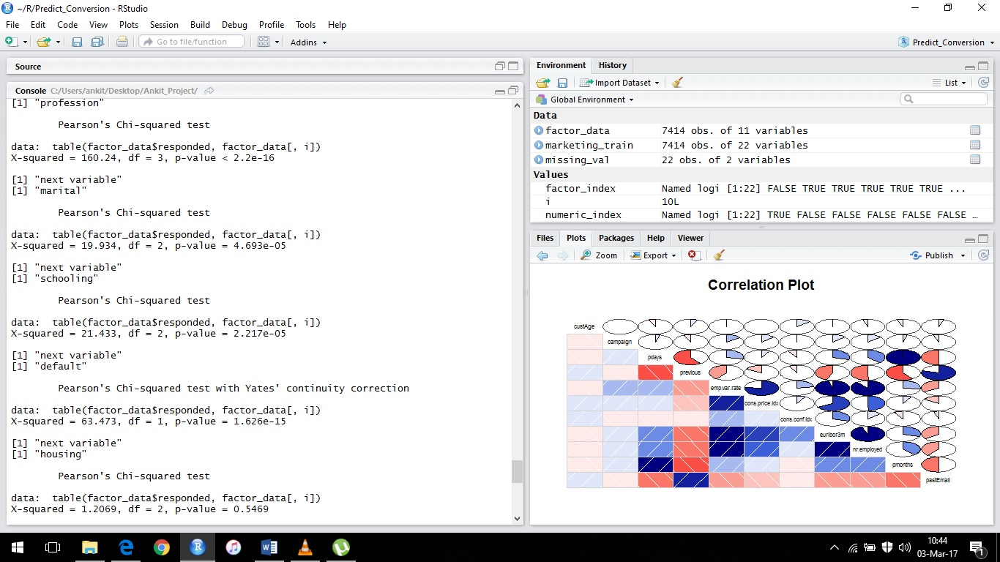 ~/R/Predict_Conversion - RStudio
File Edit Code View Plots Session Build Debug Profile Tools Help
Go to file/function Addins Predict_Conversion
Source
Console C:/Users/ankit/Desktop/Ankit_Project/
[1] "profession"
Pearson's Chi-squared test
data:  table(factor_data$responded, factor_data[, i])
X-squared = 160.24, df = 3, p-value < 2.2e-16
[1] "next variable"
[1] "marital"
Pearson's Chi-squared test
data:  table(factor_data$responded, factor_data[, i])
X-squared = 19.934, df = 2, p-value = 4.693e-05
[1] "next variable"
[1] "schooling"
Pearson's Chi-squared test
data:  table(factor_data$responded, factor_data[, i])
X-squared = 21.433, df = 2, p-value = 2.217e-05
[1] "next variable"
[1] "default"
Pearson's Chi-squared test with Yates' continuity correction
data:  table(factor_data$responded, factor_data[, i])
X-squared = 63.473, df = 1, p-value = 1.626e-15
[1] "next variable"
[1] "housing"
Pearson's Chi-squared test
data:  table(factor_data$responded, factor_data[, i])
X-squared = 1.2069, df = 2, p-value = 0.5469
Environment History
Import Dataset List
Global Environment
Data
factor_data 7414 obs. of 11 variables
marketing_train 7414 obs. of 22 variables
missing_val 22 obs. of 2 variables
Values
factor_index Named logi [1:22] FALSE TRUE TRUE TRUE TRUE TRUE ...
i 10L
numeric_index Named logi [1:22] TRUE FALSE FALSE FALSE FALSE FALSE …
Files Plots Packages Help Viewer
Zoom Export Publish
Correlation Plot
custAge
campaign
pdays
previous
emp.var.rate
cons.price.idx
cons.conf.idx
euribor3m
nr.employed
pmonths
pastEmail
10:44
03-Mar-17
1